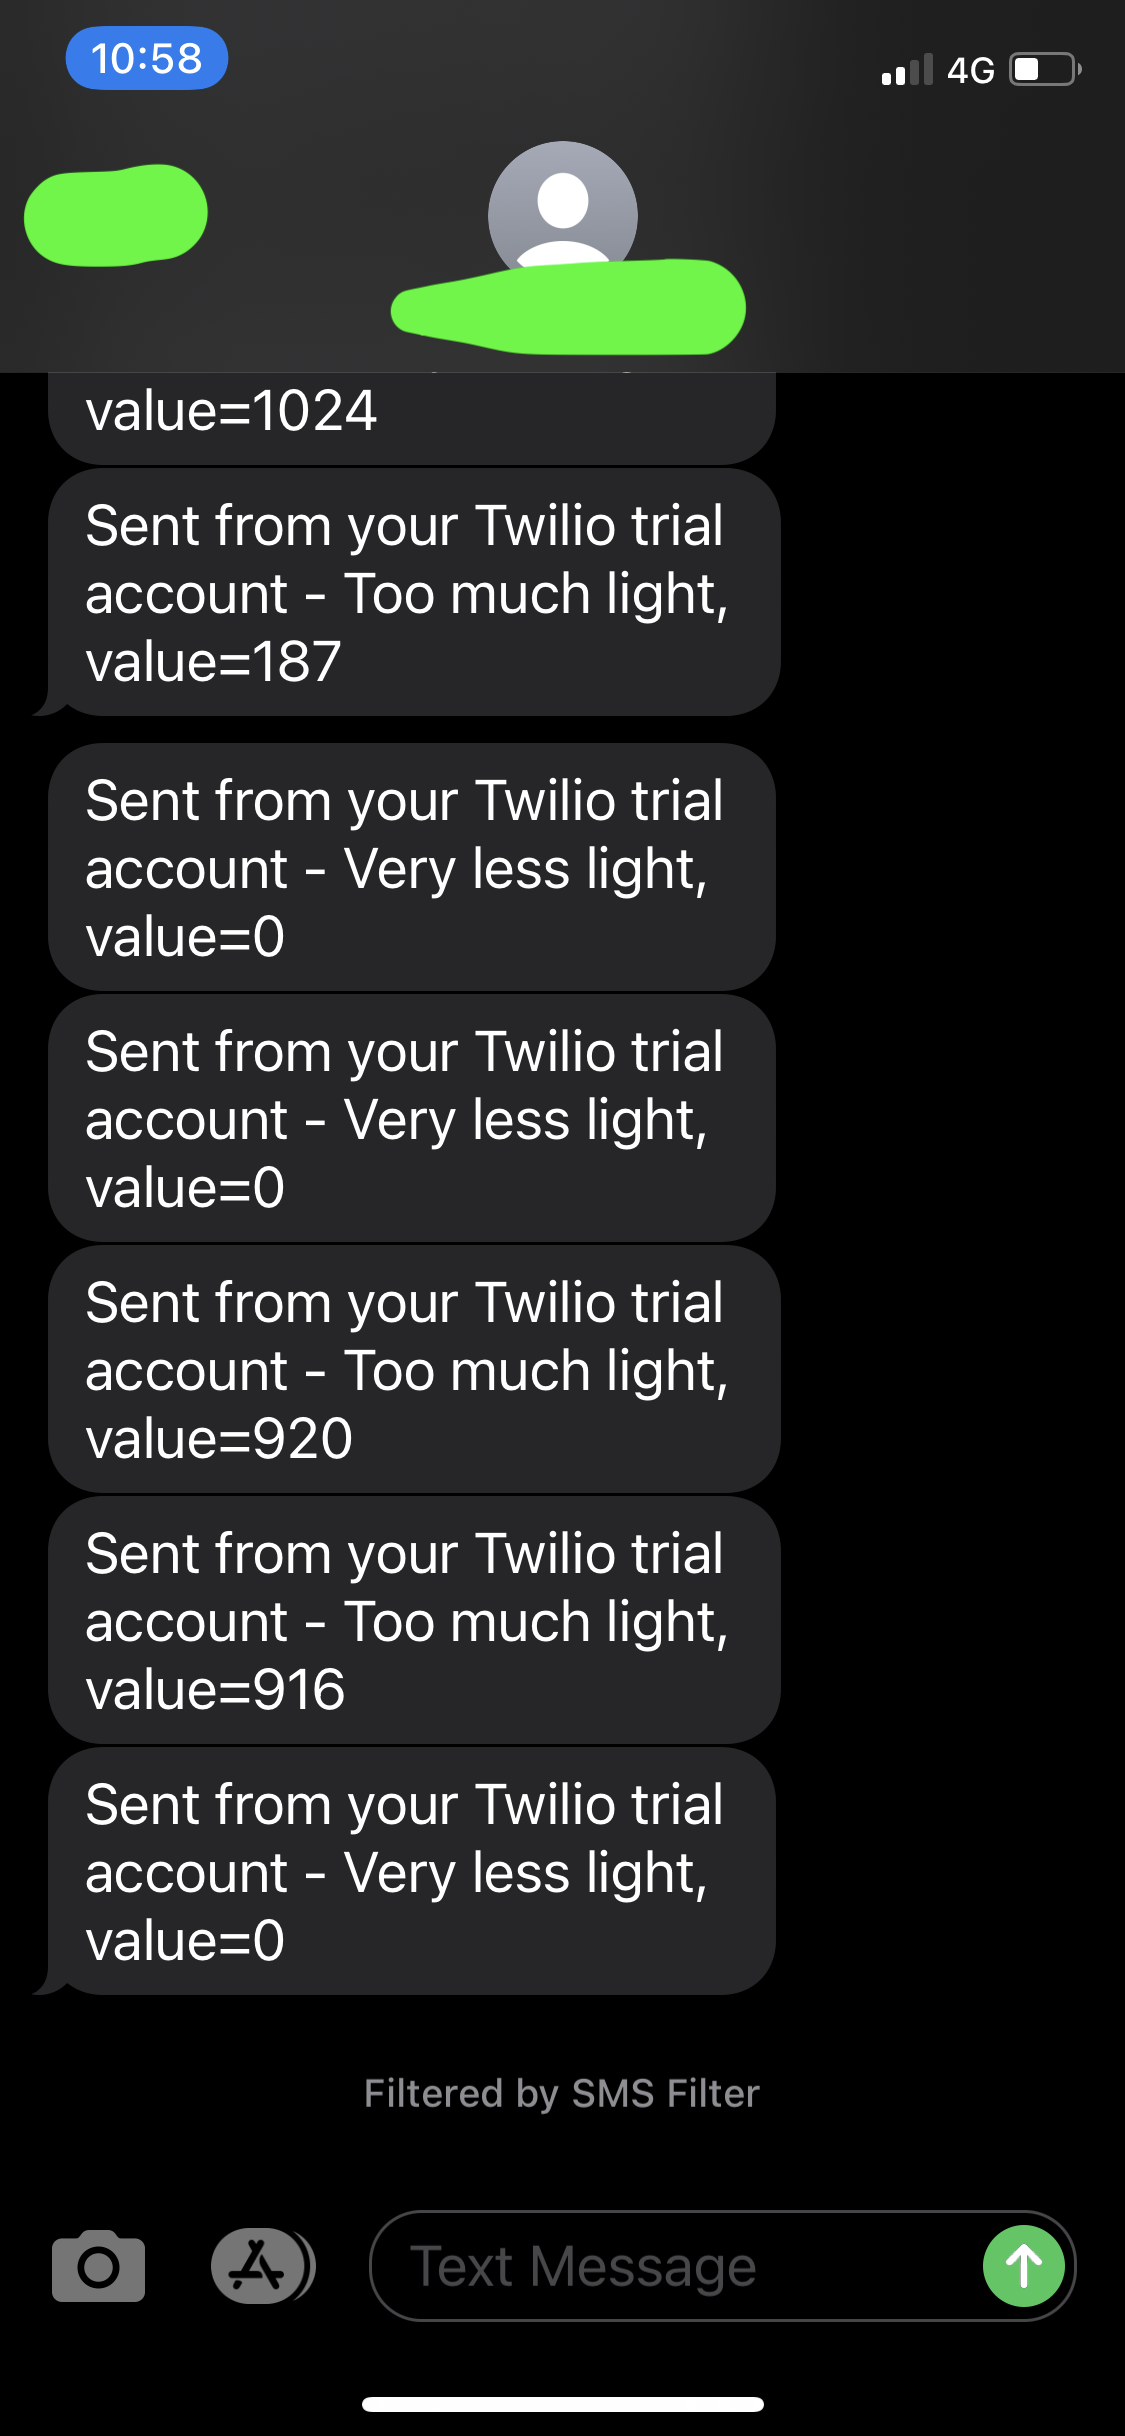 10:58
4G
value=1024
Sent from your Twilio trial
account - Too much light,
value=187
Sent from your Twilio trial
account - Very less light,
value=0
Sent from your Twilio trial
account - Very less light,
value=0
Sent from your Twilio trial
account - Too much light,
value=920
Sent from your Twilio trial
account - Too much light,
value=916
Sent from your Twilio trial
account - Very less light,
value=0
Filtered by SMS Filter
Text Message